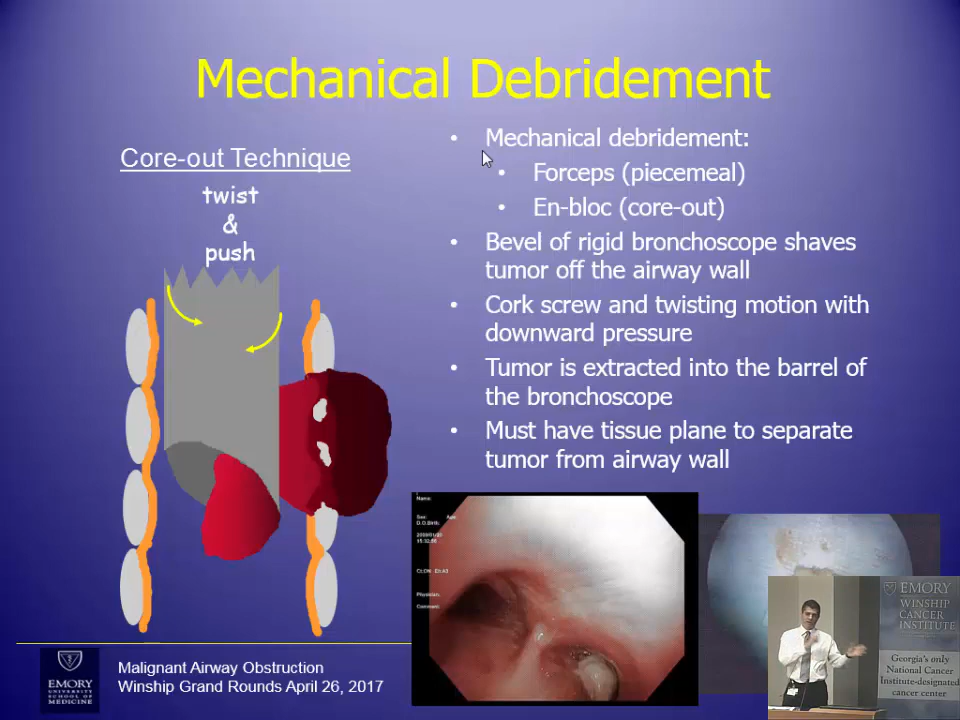 Mechanical Debridement
Core-out Technique
twist
&
push
• Mechanical debridement:
• Forceps (piecemeal)
• En-bloc (core-out)
• Bevel of rigid bronchoscope shaves
tumor off the airway wall
• Cork screw and twisting motion with
downward pressure
• Tumor is extracted into the barrel of
the bronchoscope
• Must have tissue plane to separate
tumor from airway wall
Name:
Sex: Age:
D.O.Birth:
Physician:
Comment:
EMORY
WINSHIP
CANCER
INSTITUTE
Georgia's only
National Cancer
Institute-designated
cancer center
EMORY
UNIVERSITY
SCHOOL OF
MEDICINE
Malignant Airway Obstruction
Winship Grand Rounds April 26, 2017